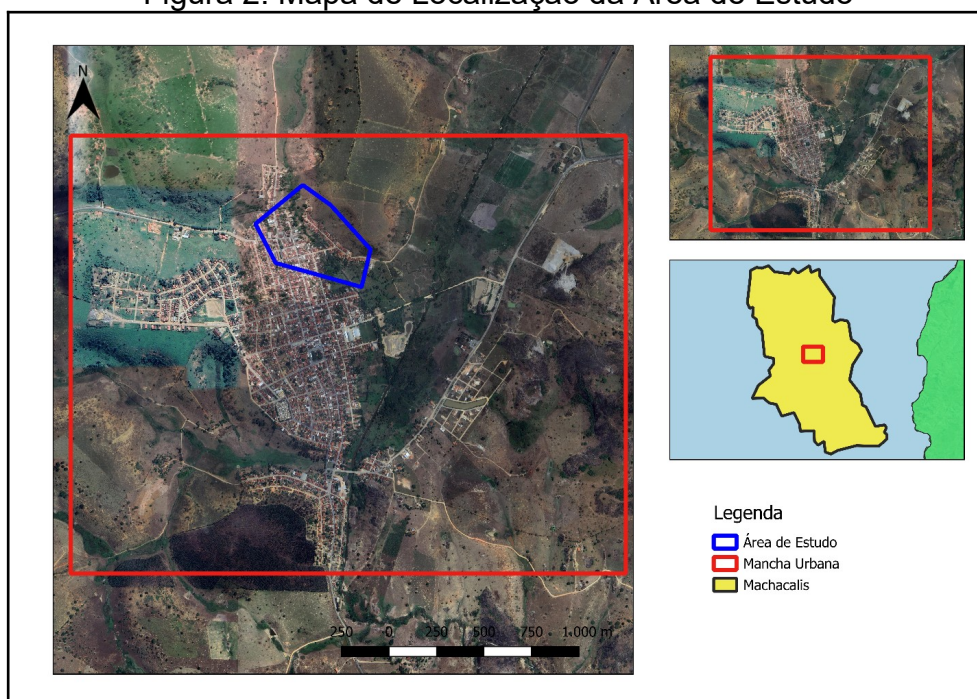 Figura 2: Mapa de Localização da Área de Estudo
N
250 0 250 500 750 1.000 m
Legenda
Área de Estudo
Mancha Urbana
Machacalis